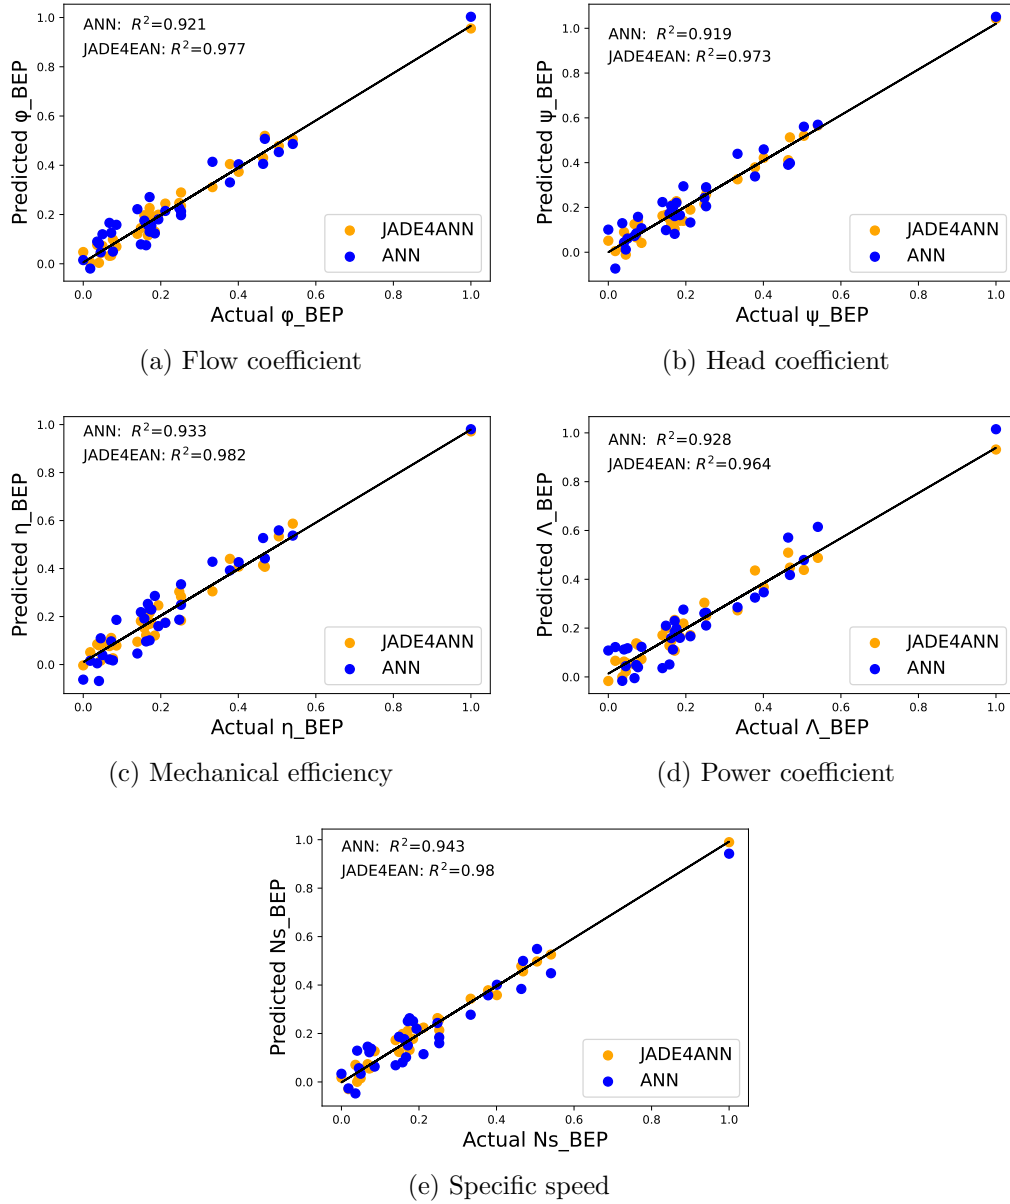 ANN: R²=0.921
JADE4EAN: R²=0.977
Predicted φ_BEP
1.0
0.8
0.6
0.4
0.2
0.0
JADE4ANN
ANN
0.0 0.2 0.4 0.6 0.8 1.0
Actual φ_BEP
(a) Flow coefficient
ANN: R²=0.919
JADE4EAN: R²=0.973
Predicted ψ_BEP
1.0
0.8
0.6
0.4
0.2
0.0
JADE4ANN
ANN
0.0 0.2 0.4 0.6 0.8 1.0
Actual ψ_BEP
(b) Head coefficient
ANN: R²=0.933
JADE4EAN: R²=0.982
Predicted η_BEP
1.0
0.8
0.6
0.4
0.2
0.0
JADE4ANN
ANN
0.0 0.2 0.4 0.6 0.8 1.0
Actual η_BEP
(c) Mechanical efficiency
ANN: R²=0.928
JADE4EAN: R²=0.964
Predicted Λ_BEP
1.0
0.8
0.6
0.4
0.2
0.0
JADE4ANN
ANN
0.0 0.2 0.4 0.6 0.8 1.0
Actual Λ_BEP
(d) Power coefficient
ANN: R²=0.943
JADE4EAN: R²=0.98
Predicted Ns_BEP
1.0
0.8
0.6
0.4
0.2
0.0
JADE4ANN
ANN
0.0 0.2 0.4 0.6 0.8 1.0
Actual Ns_BEP
(e) Specific speed